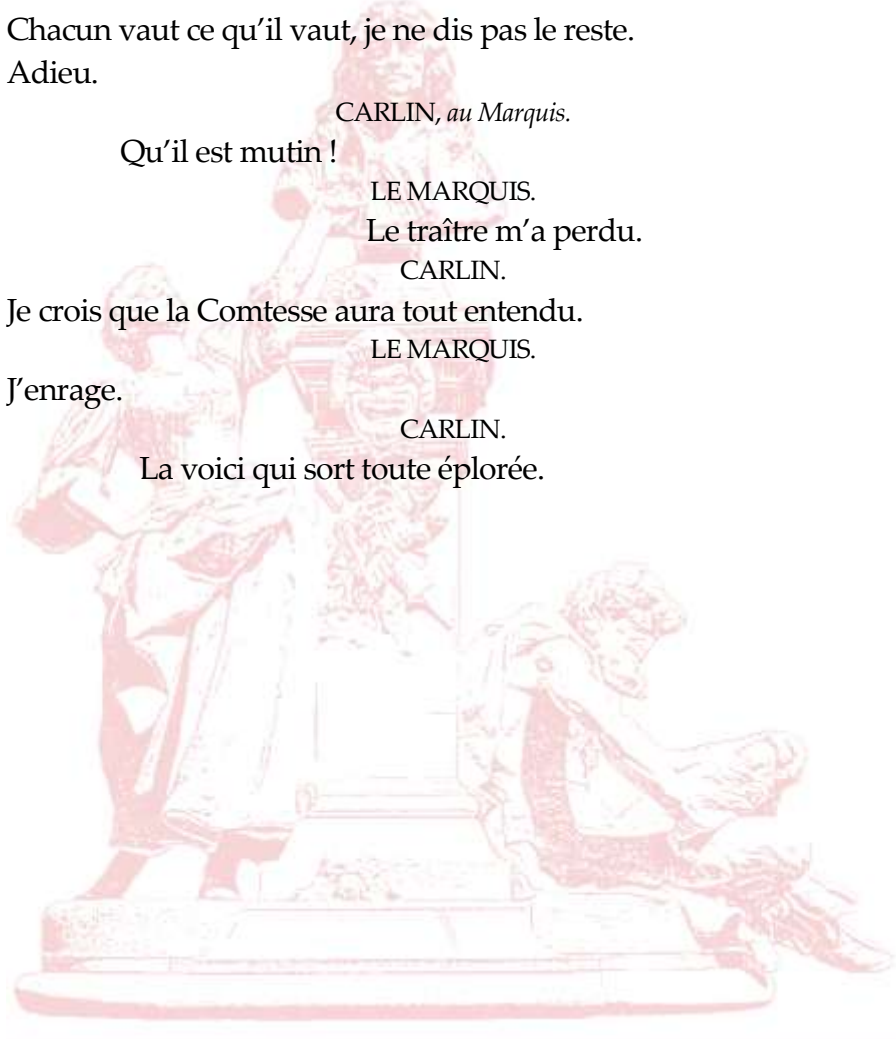 Chacun vaut ce qu’il vaut, je ne dis pas le reste.
Adieu.
CARLIN, au Marquis.
Qu’il est mutin !
LE MARQUIS.
Le traître m’a perdu.
CARLIN.
Je crois que la Comtesse aura tout entendu.
LE MARQUIS.
J’enrage.
CARLIN.
La voici qui sort toute éplorée.